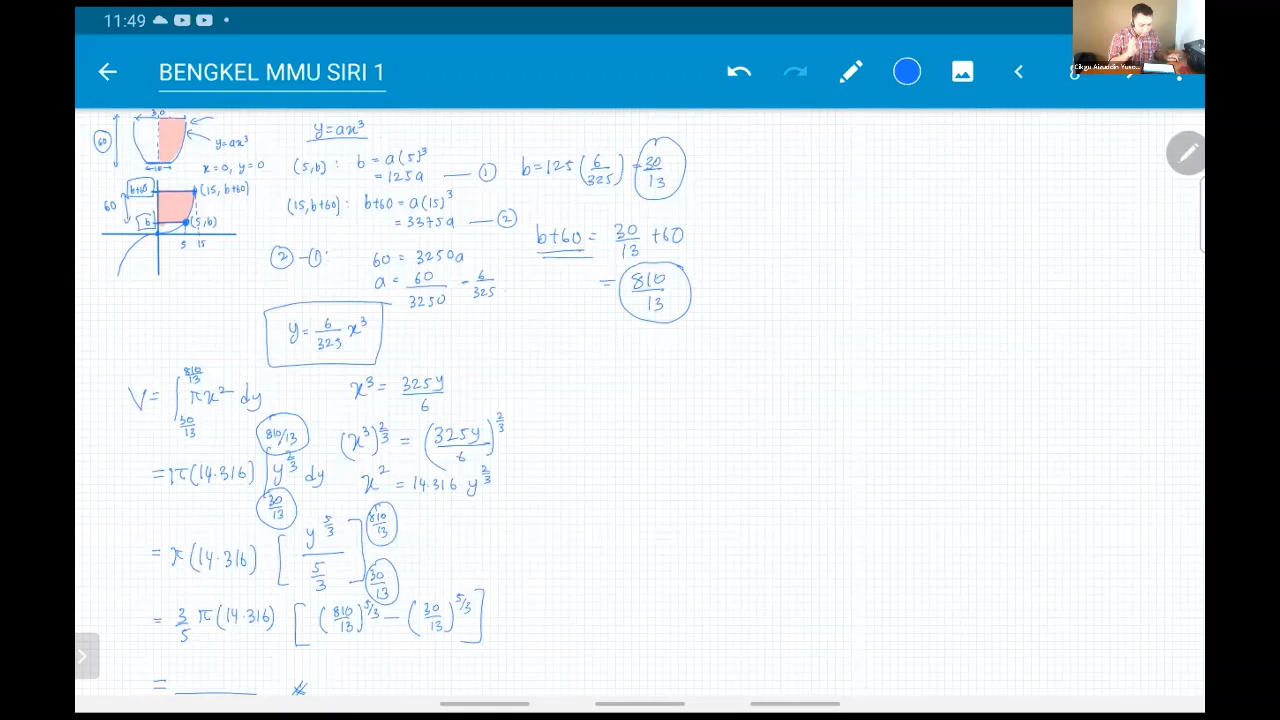 11:49
BENGKEL MMU SIRI 1
Cikgu Aizuddin Yuso...
30
60
y=ax³
x=0, y=0
10
b+60
(15, b+60)
60
b
(5,b)
5 15
y=ax³
(5,b): b = a(5)³
= 125a —— ①
(15, b+60): b+60 = a(15)³
= 3375a —— ②
② - ①: 60 = 3250a
a = 60/3250 = 6/325
y = 6/325 x³
b = 125(6/325) = 30/13
b+60 = 30/13 + 60
= 810/13
V = ∫_{30/13}^{810/13} πx² dy
x³ = 325y/6
(x³)^{2/3} = (325y/6)^{2/3}
= π(14.316) ∫_{30/13}^{810/13} y^{2/3} dy
x² = 14.316 y^{2/3}
= π(14.316) [y^{5/3}/(5/3)]_{30/13}^{810/13}
= 3/5 π(14.316) [(810/13)^{5/3} - (30/13)^{5/3}]
=